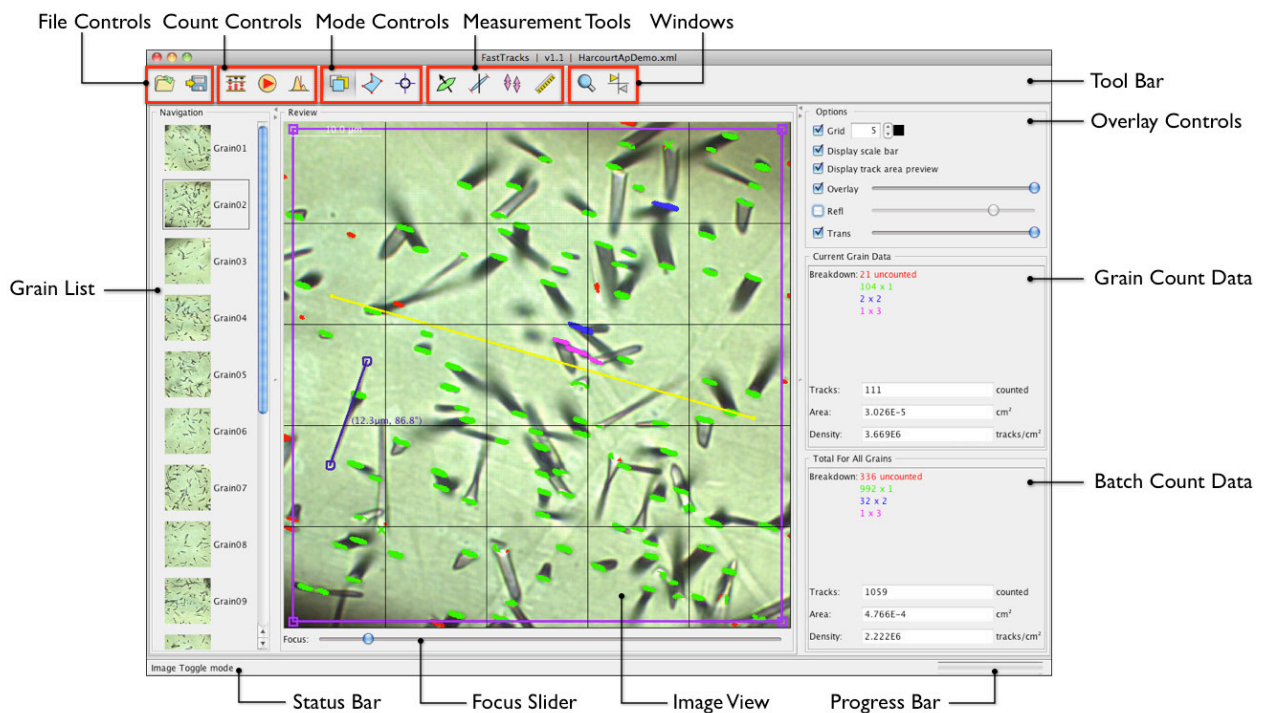 File Controls
Count Controls
Mode Controls
Measurement Tools
Windows
FastTracks | v1.1 | HarcourtApDemo.xml
Tool Bar
Navigation
Review
Options
Overlay Controls
10.0 µm
Grid 5
Display scale bar
Display track area preview
Overlay
Refl
Trans
Grain01
Grain02
Grain03
Grain04
Grain05
Grain06
Grain07
Grain08
Grain09
Grain List
(12.3µm, 86.8°)
Current Grain Data
Breakdown: 21 uncounted
104 x 1
2 x 2
1 x 3
Grain Count Data
Tracks: 111 counted
Area: 3.026E-5 cm²
Density: 3.669E6 tracks/cm²
Total For All Grains
Breakdown: 336 uncounted
992 x 1
32 x 2
1 x 3
Batch Count Data
Tracks: 1059 counted
Area: 4.766E-4 cm²
Density: 2.222E6 tracks/cm²
Focus:
Image Toggle mode
Status Bar
Focus Slider
Image View
Progress Bar